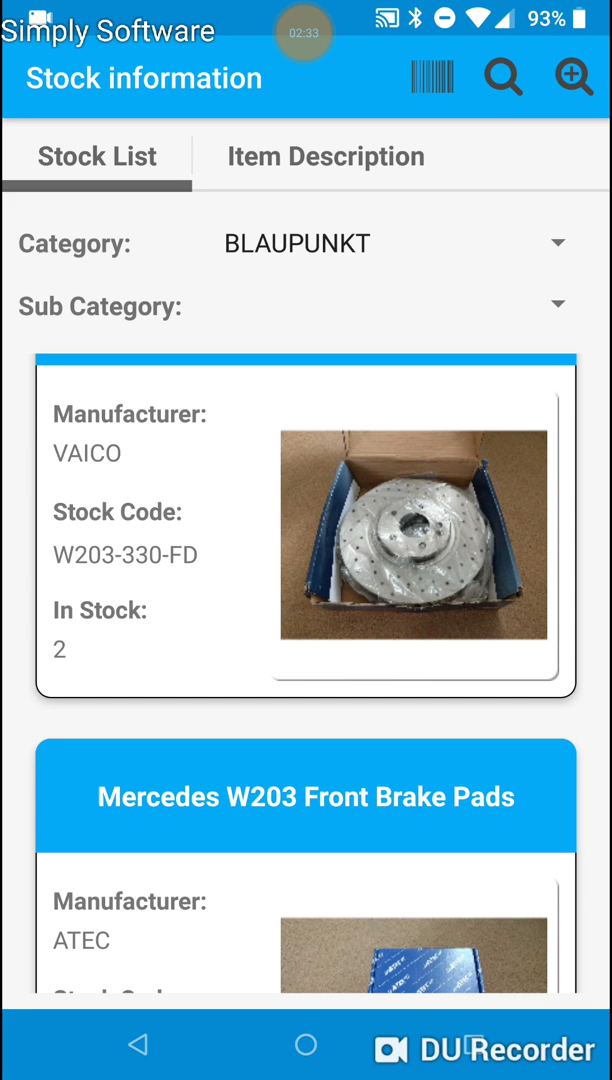 Simply Software
02:33
93%
Stock information
Stock List
Item Description
Category:
BLAUPUNKT
Sub Category:
Manufacturer:
VAICO
Stock Code:
W203-330-FD
In Stock:
2
Mercedes W203 Front Brake Pads
Manufacturer:
ATEC
DU Recorder